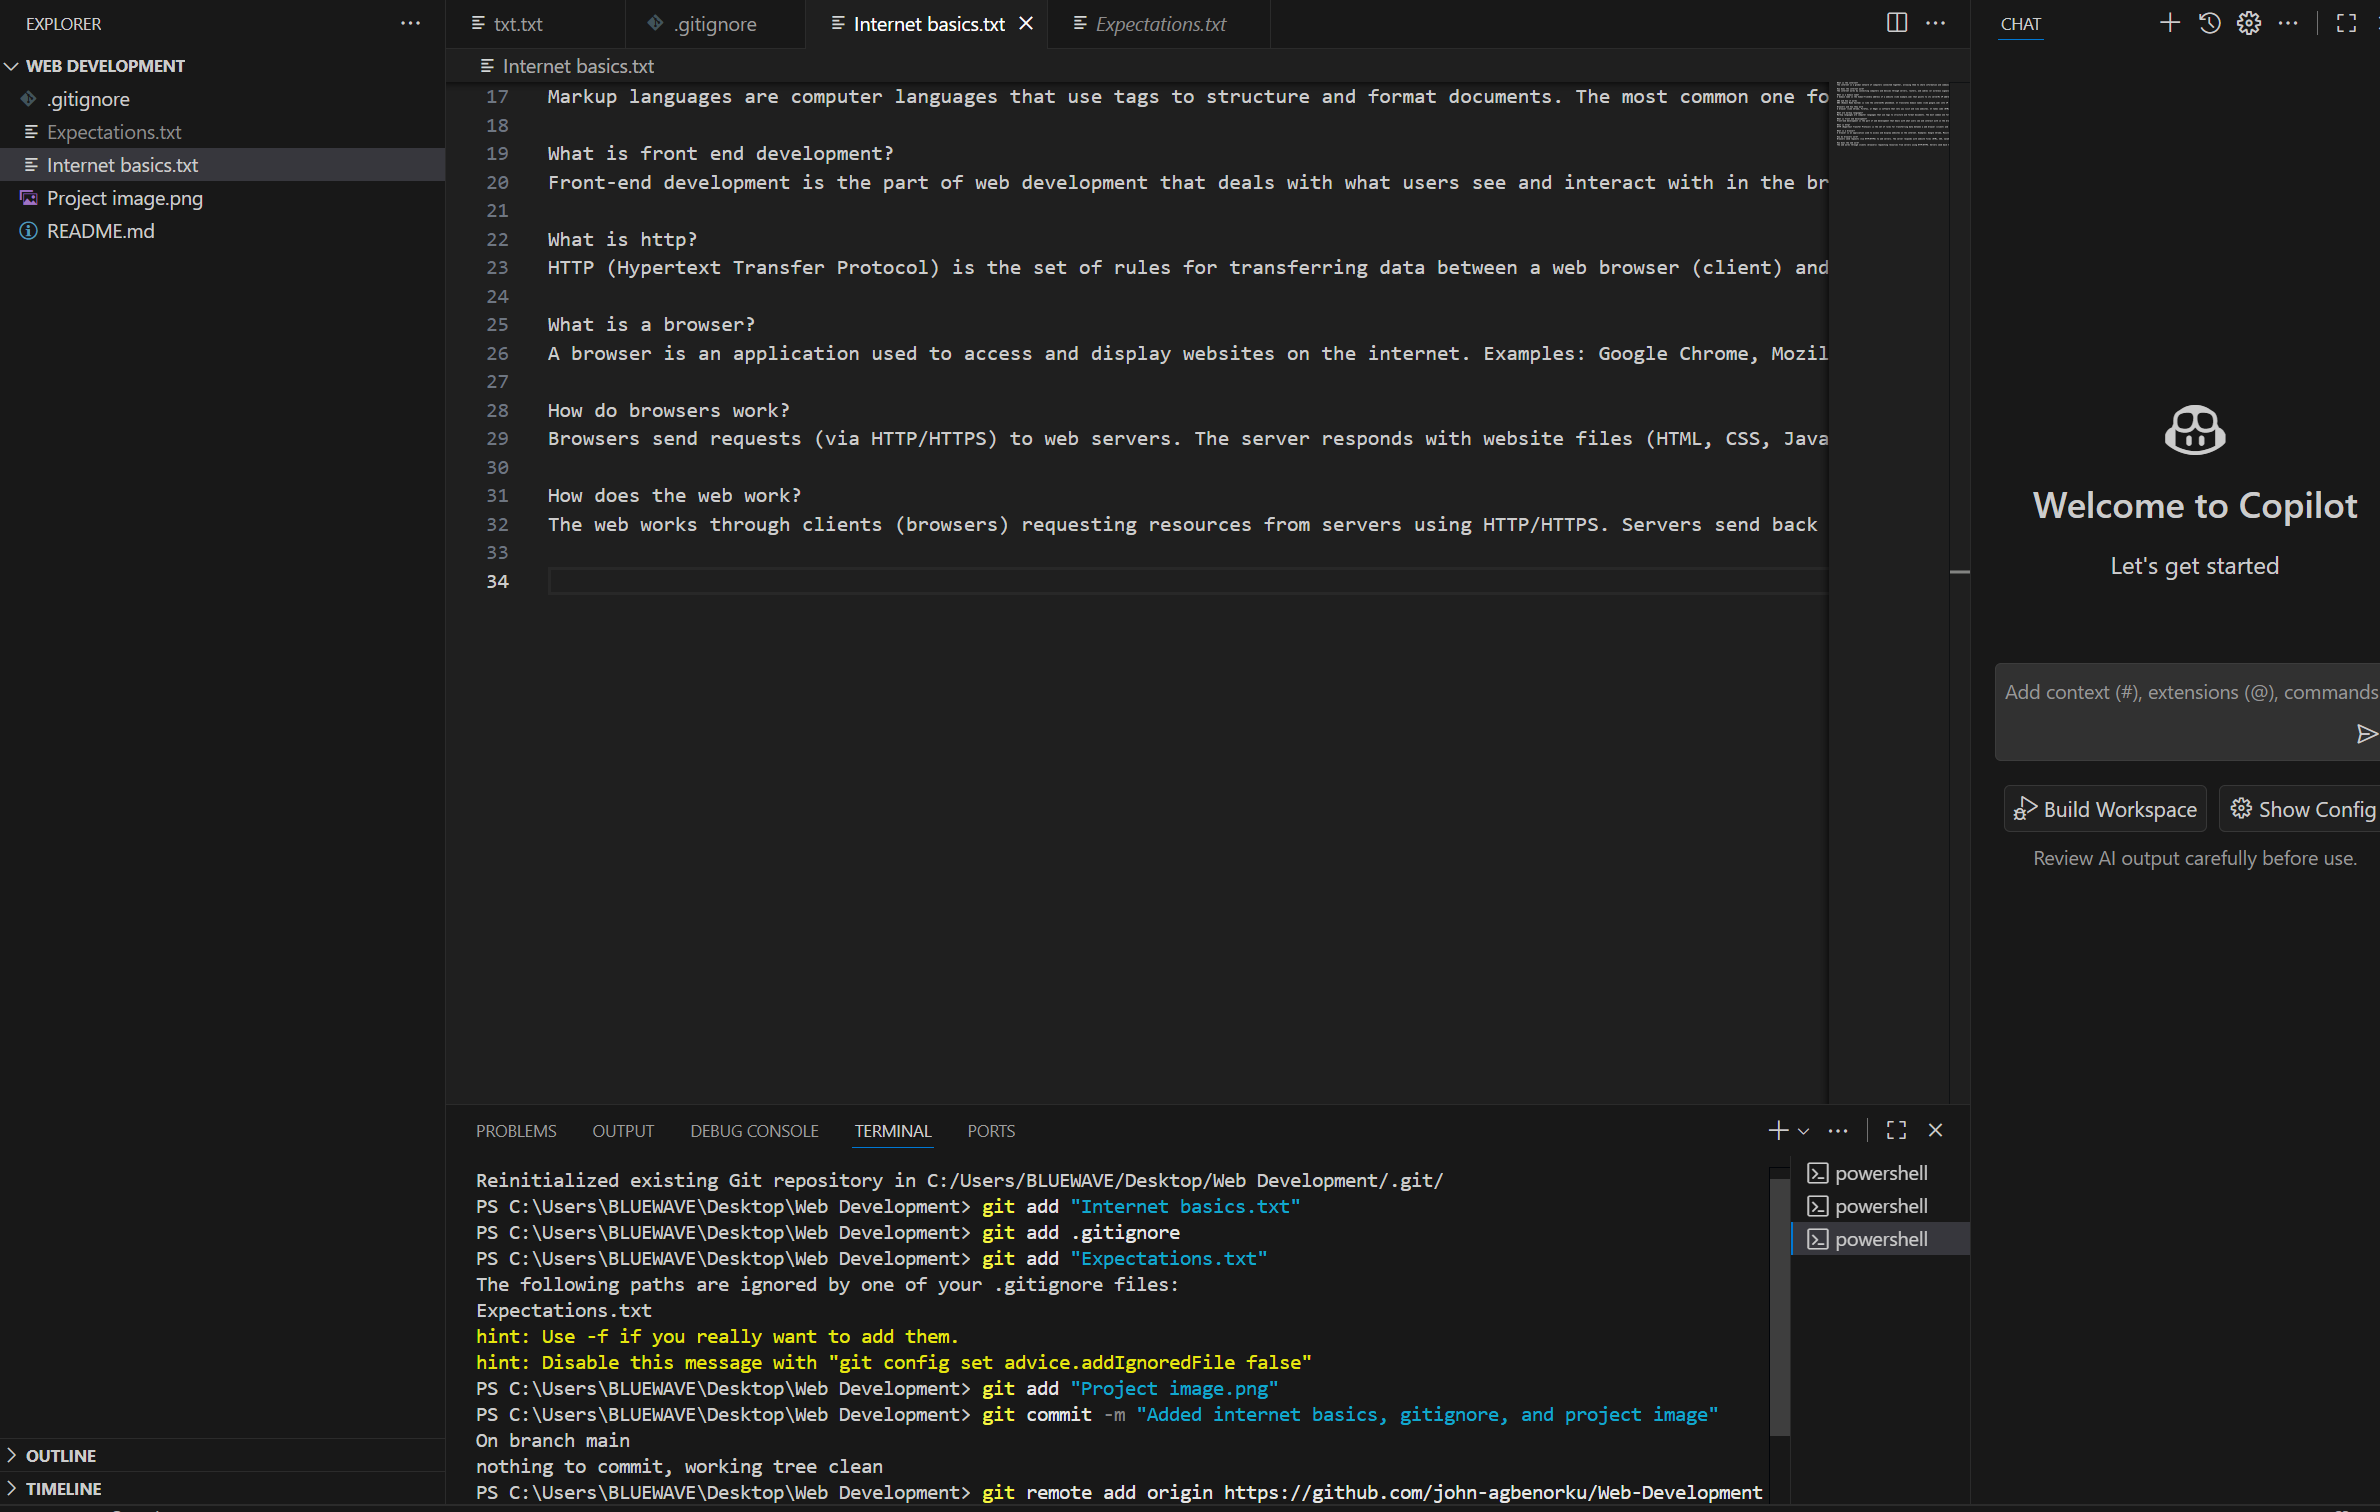 EXPLORER
WEB DEVELOPMENT
.gitignore
Expectations.txt
Internet basics.txt
Project image.png
README.md
OUTLINE
TIMELINE
txt.txt
.gitignore
Internet basics.txt
Expectations.txt
Internet basics.txt
17 Markup languages are computer languages that use tags to structure and format documents. The most common one fo
18
19 What is front end development?
20 Front-end development is the part of web development that deals with what users see and interact with in the br
21
22 What is http?
23 HTTP (Hypertext Transfer Protocol) is the set of rules for transferring data between a web browser (client) and
24
25 What is a browser?
26 A browser is an application used to access and display websites on the internet. Examples: Google Chrome, Mozil
27
28 How do browsers work?
29 Browsers send requests (via HTTP/HTTPS) to web servers. The server responds with website files (HTML, CSS, Java
30
31 How does the web work?
32 The web works through clients (browsers) requesting resources from servers using HTTP/HTTPS. Servers send back
33
34
PROBLEMS OUTPUT DEBUG CONSOLE TERMINAL PORTS
Reinitialized existing Git repository in C:/Users/BLUEWAVE/Desktop/Web Development/.git/
PS C:\Users\BLUEWAVE\Desktop\Web Development> git add "Internet basics.txt"
PS C:\Users\BLUEWAVE\Desktop\Web Development> git add .gitignore
PS C:\Users\BLUEWAVE\Desktop\Web Development> git add "Expectations.txt"
The following paths are ignored by one of your .gitignore files:
Expectations.txt
hint: Use -f if you really want to add them.
hint: Disable this message with "git config set advice.addIgnoredFile false"
PS C:\Users\BLUEWAVE\Desktop\Web Development> git add "Project image.png"
PS C:\Users\BLUEWAVE\Desktop\Web Development> git commit -m "Added internet basics, gitignore, and project image"
On branch main
nothing to commit, working tree clean
PS C:\Users\BLUEWAVE\Desktop\Web Development> git remote add origin https://github.com/john-agbenorku/Web-Development
powershell
powershell
powershell
CHAT
Welcome to Copilot
Let's get started
Add context (#), extensions (@), commands
Build Workspace
Show Config
Review AI output carefully before use.